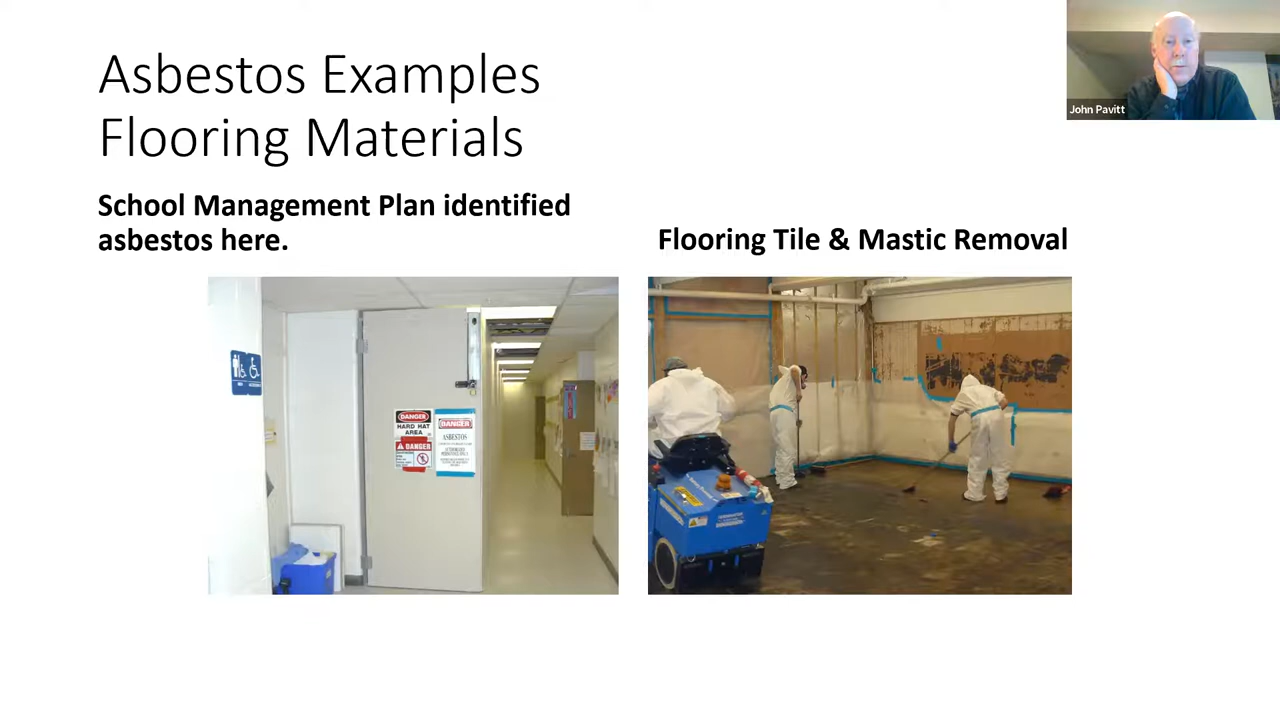 Asbestos Examples
Flooring Materials
John Pavitt
School Management Plan identified
asbestos here.
Flooring Tile & Mastic Removal
DANGER
HARD HAT
AREA
DANGER
DANGER
ASBESTOS